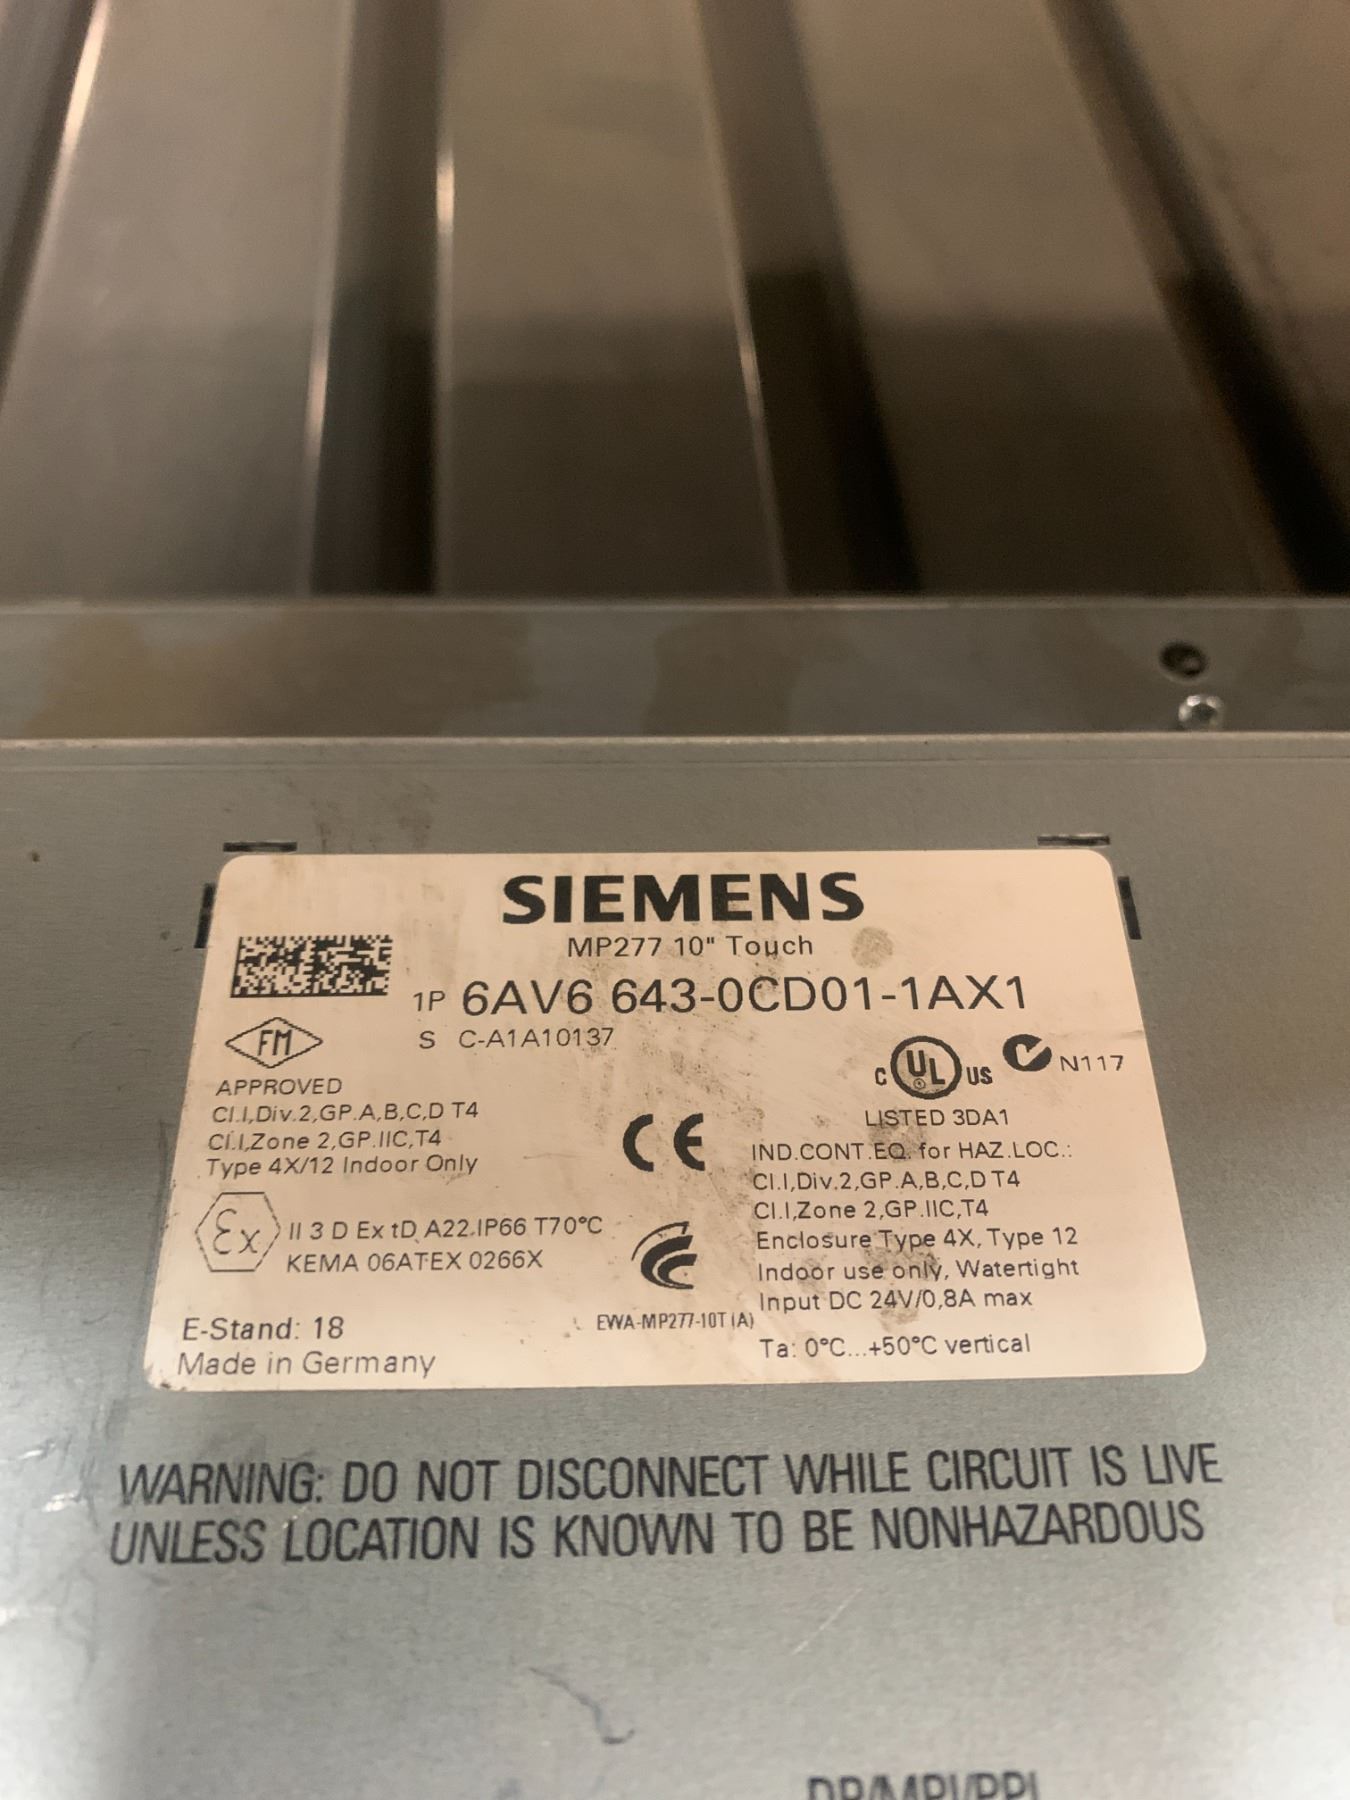 SIEMENS
MP277 10" Touch
1P 6AV6 643-0CD01-1AX1
S C-A1A10137
FM
APPROVED
Cl.I,Div.2,GP.A,B,C,D T4
Cl.I,Zone 2,GP.IIC,T4
Type 4X/12 Indoor Only
Ex II 3 D Ex tD A22.IP66 T70°C
KEMA 06ATEX 0266X
E-Stand: 18
Made in Germany
CE
EWA-MP277-10T (A)
C UL US N117
LISTED 3DA1
IND.CONT.EQ. for HAZ.LOC.:
Cl.I,Div.2,GP.A,B,C,D T4
Cl.I,Zone 2,GP.IIC,T4
Enclosure Type 4X, Type 12
Indoor use only, Watertight
Input DC 24V/0,8A max
Ta: 0°C...+50°C vertical
WARNING: DO NOT DISCONNECT WHILE CIRCUIT IS LIVE
UNLESS LOCATION IS KNOWN TO BE NONHAZARDOUS
DP/MPI/PPI